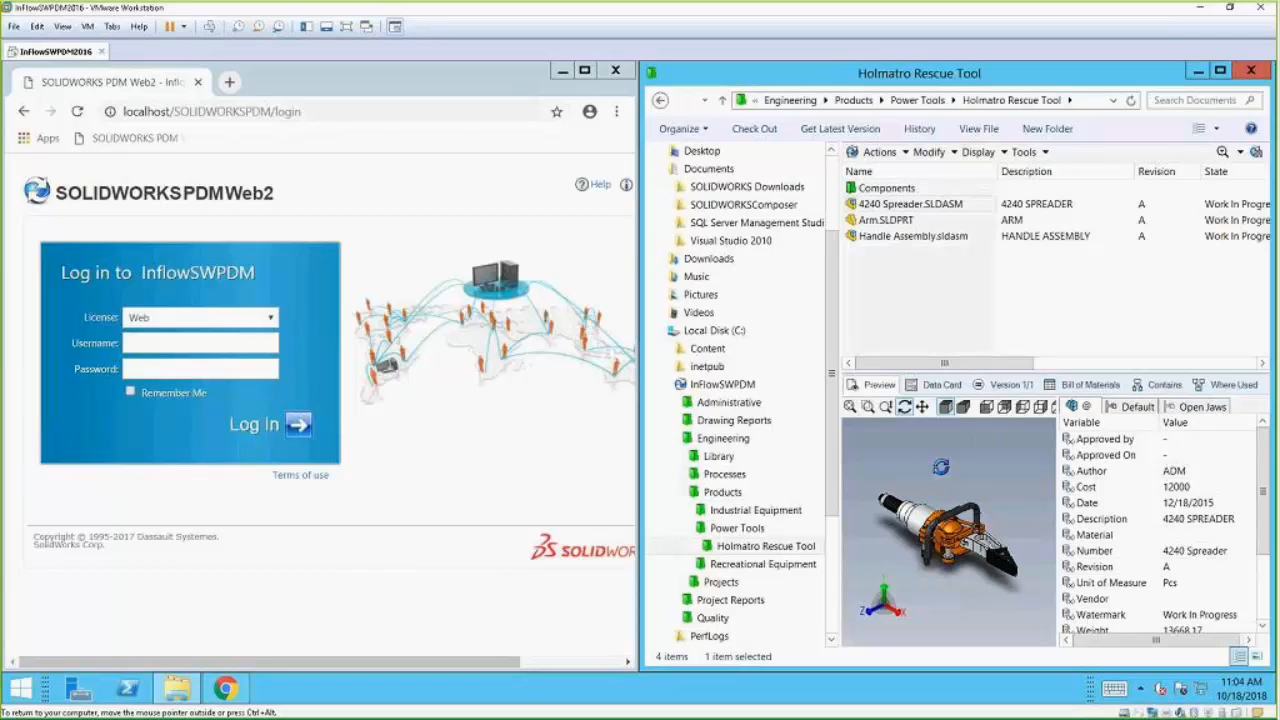 InFlowSWPDM2016 - VMware Workstation
File Edit View VM Tabs Help
InFlowSWPDM2016
SOLIDWORKS PDM Web2 - Inflo
localhost/SOLIDWORKSPDM/login
Apps SOLIDWORKS PDM
SOLIDWORKS PDM Web2
Help
Log in to InflowSWPDM
License: Web
Username:
Password:
Remember Me
Log In
Terms of use
Copyright © 1995-2017 Dassault Systemes.
SolidWorks Corp.
SOLIDWOR
Holmatro Rescue Tool
« Engineering Products Power Tools Holmatro Rescue Tool
Search Documents
Organize Check Out Get Latest Version History View File New Folder
Desktop
Documents
SOLIDWORKS Downloads
SOLIDWORKSComposer
SQL Server Management Studi
Visual Studio 2010
Downloads
Music
Pictures
Videos
Local Disk (C:)
Content
inetpub
InFlowSWPDM
Administrative
Drawing Reports
Engineering
Library
Processes
Products
Industrial Equipment
Power Tools
Holmatro Rescue Tool
Recreational Equipment
Projects
Project Reports
Quality
PerfLogs
Actions Modify Display Tools
Name Description Revision State
Components
4240 Spreader.SLDASM 4240 SPREADER A Work In Progre
Arm.SLDPRT ARM A Work In Progre
Handle Assembly.sldasm HANDLE ASSEMBLY A Work In Progre
Preview Data Card Version 1/1 Bill of Materials Contains Where Used
@ Default Open Jaws
Variable Value
Approved by -
Approved On -
Author ADM
Cost 12000
Date 12/18/2015
Description 4240 SPREADER
Material
Number 4240 Spreader
Revision A
Unit of Measure Pcs
Vendor
Watermark Work In Progress
Weight 13668.17
Z X
4 items 1 item selected
11:04 AM
10/18/2018
To return to your computer, move the mouse pointer outside or press Ctrl+Alt.